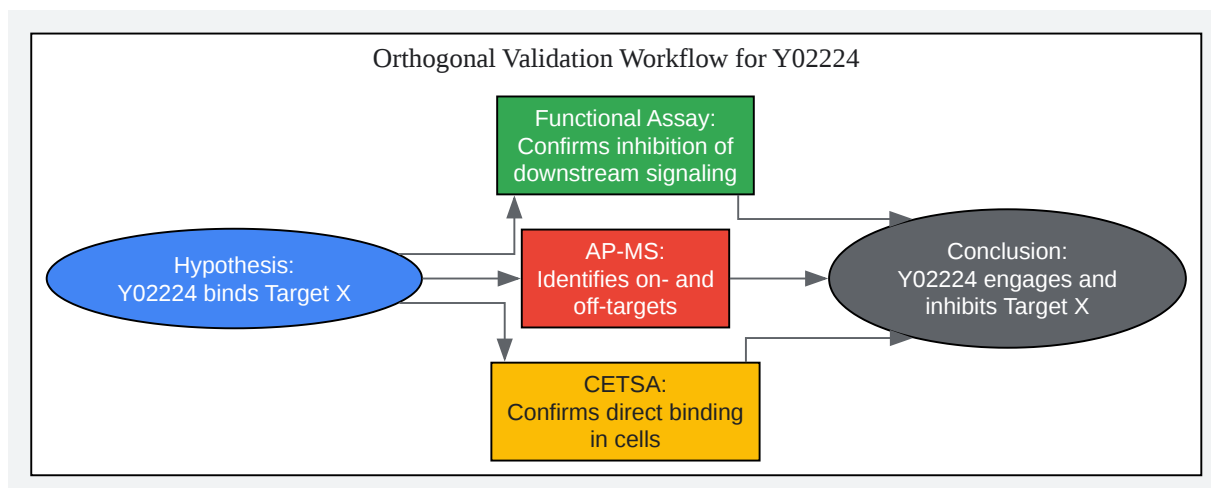 Orthogonal Validation Workflow for Y02224
Functional Assay:
Confirms inhibition of
downstream signaling
Hypothesis:
Y02224 binds Target X
AP-MS:
Identifies on- and
off-targets
Conclusion:
Y02224 engages and
inhibits Target X
CETSA:
Confirms direct binding
in cells